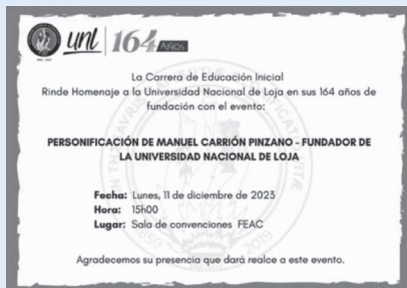 unl 164 AÑOS
La Carrera de Educación Inicial
Rinde Homenaje a la Universidad Nacional de Loja en sus 164 años de
fundación con el evento:
PERSONIFICACIÓN DE MANUEL CARRIÓN PINZANO - FUNDADOR DE
LA UNIVERSIDAD NACIONAL DE LOJA
Fecha: Lunes, 11 de diciembre de 2023
Hora: 15h00
Lugar: Sala de convenciones FEAC
Agradecemos su presencia que dará realce a este evento.